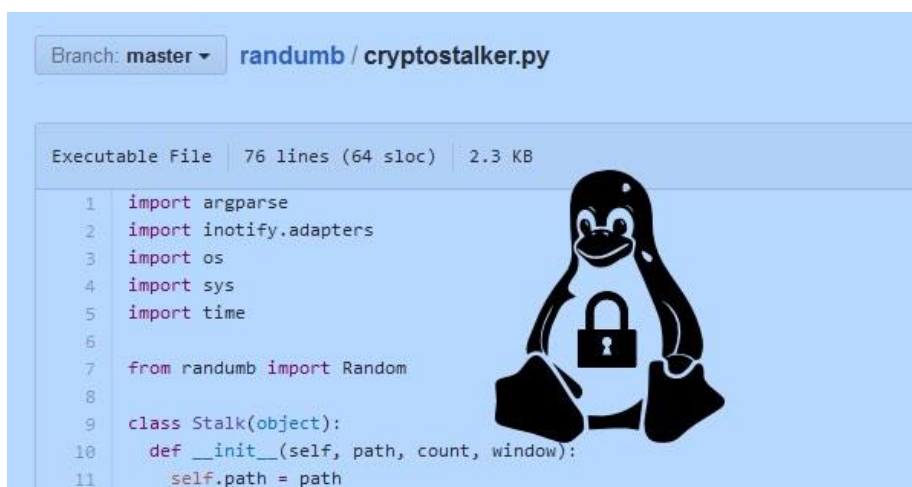 Branch: master randumb / cryptostalker.py
Executable File 76 lines (64 sloc) 2.3 KB
1 import argparse
2 import inotify.adapters
3 import os
4 import sys
5 import time
6
7 from randumb import Random
8
9 class Stalk(object):
10 def __init__(self, path, count, window):
11 self.path = path